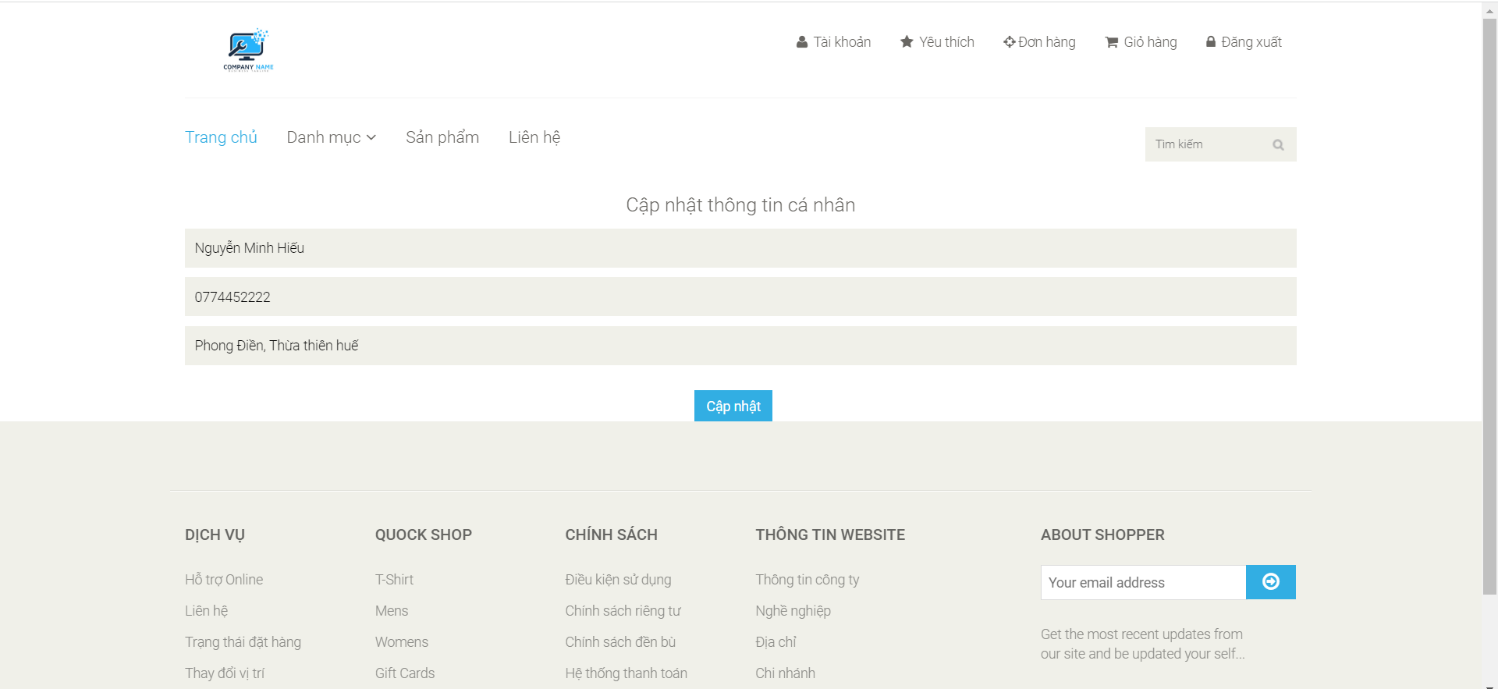 COMPANY NAME
Tài khoản
Yêu thích
Đơn hàng
Giỏ hàng
Đăng xuất
Trang chủ
Danh mục
Sản phẩm
Liên hệ
Tìm kiếm
Cập nhật thông tin cá nhân
Nguyễn Minh Hiếu
0774452222
Phong Điền, Thừa thiên huế
Cập nhật
DỊCH VỤ
Hỗ trợ Online
Liên hệ
Trạng thái đặt hàng
Thay đổi vị trí
QUOCK SHOP
T-Shirt
Mens
Womens
Gift Cards
CHÍNH SÁCH
Điều kiện sử dụng
Chính sách riêng tư
Chính sách đền bù
Hệ thống thanh toán
THÔNG TIN WEBSITE
Thông tin công ty
Nghề nghiệp
Địa chỉ
Chi nhánh
ABOUT SHOPPER
Your email address
Get the most recent updates from
our site and be updated your self...